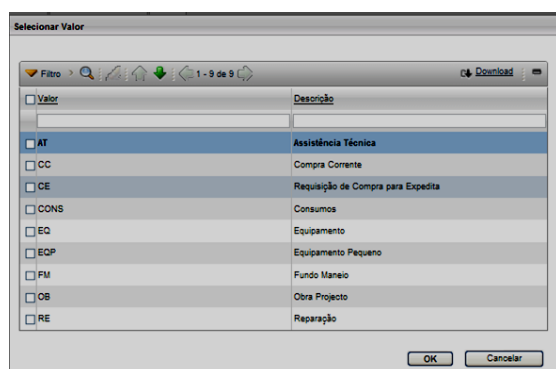 Selecionar Valor
Filtro 1 - 9 de 9 Download
Valor Descrição
AT Assistência Técnica
CC Compra Corrente
CE Requisição de Compra para Expedita
CONS Consumos
EQ Equipamento
EQP Equipamento Pequeno
FM Fundo Maneio
OB Obra Projecto
RE Reparação
OK Cancelar